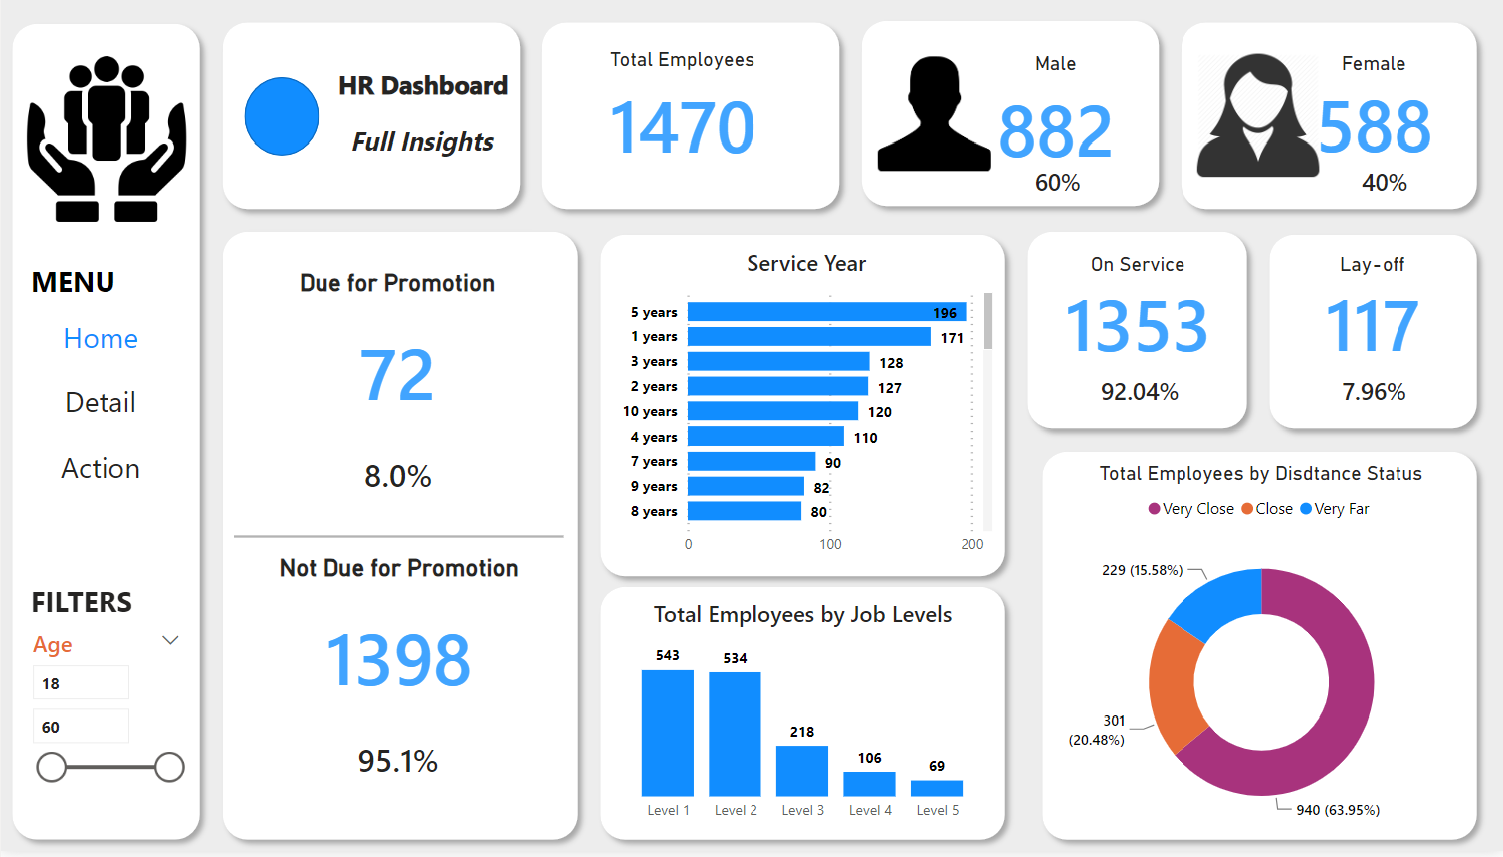 HR Dashboard
Full Insights
Total Employees
1470
Male
882
60%
Female
588
40%
MENU
Home
Detail
Action
FILTERS
Age
18
60
Due for Promotion
72
8.0%
Not Due for Promotion
1398
95.1%
Service Year
5 years 196
1 years 171
3 years 128
2 years 127
10 years 120
4 years 110
7 years 90
9 years 82
8 years 80
0 100 200
Total Employees by Job Levels
543 534 218 106 69
Level 1 Level 2 Level 3 Level 4 Level 5
On Service
1353
92.04%
Lay-off
117
7.96%
Total Employees by Disdtance Status
Very Close Close Very Far
229 (15.58%)
301
(20.48%)
940 (63.95%)